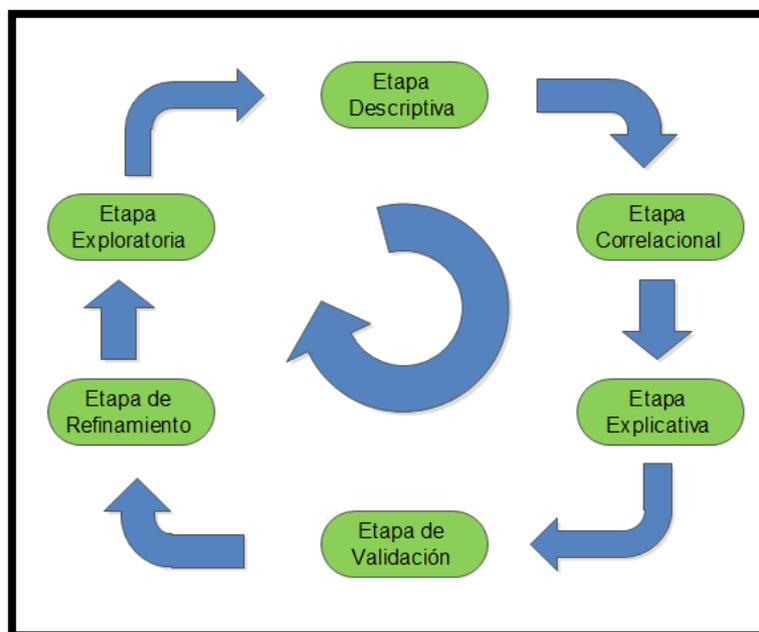 Etapa
Descriptiva
Etapa
Exploratoria
Etapa
Correlacional
Etapa de
Refinamiento
Etapa
Explicativa
Etapa de
Validación